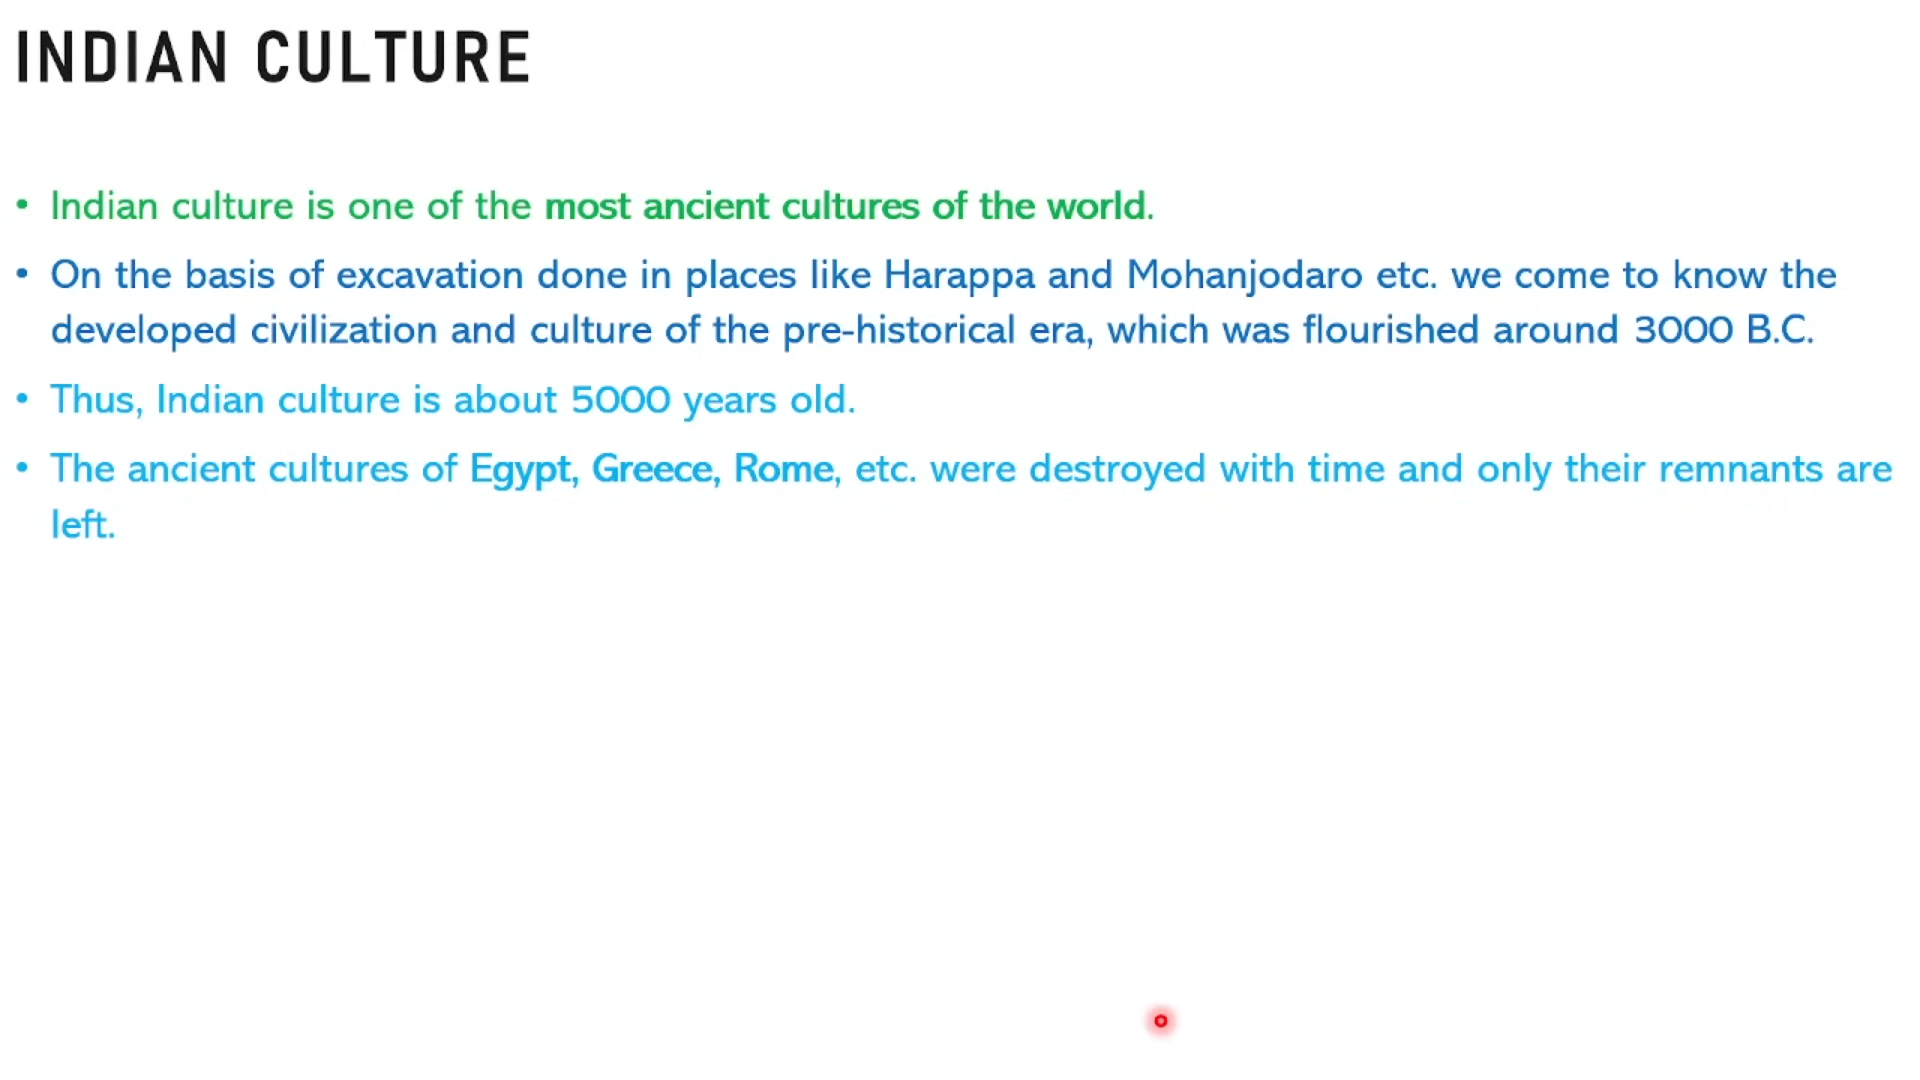 INDIAN CULTURE
• Indian culture is one of the most ancient cultures of the world.
• On the basis of excavation done in places like Harappa and Mohanjodaro etc. we come to know the
developed civilization and culture of the pre-historical era, which was flourished around 3000 B.C.
• Thus, Indian culture is about 5000 years old.
• The ancient cultures of Egypt, Greece, Rome, etc. were destroyed with time and only their remnants are
left.